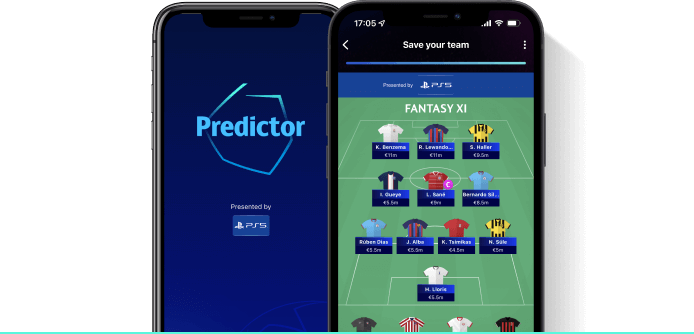 Predictor
Presented by
PS5
17:05
Save your team
Presented by PS5
FANTASY XI
K. Benzema
€11m
R. Lewando...
€11m
S. Haller
€9.5m
I. Gueye
€5.5m
L. Sané
C
€9m
Bernardo Sil...
€8.5m
Rúben Dias
€5.5m
J. Alba
€5.5m
K. Tsimikas
€4.5m
N. Süle
€5m
H. Lloris
€5.5m